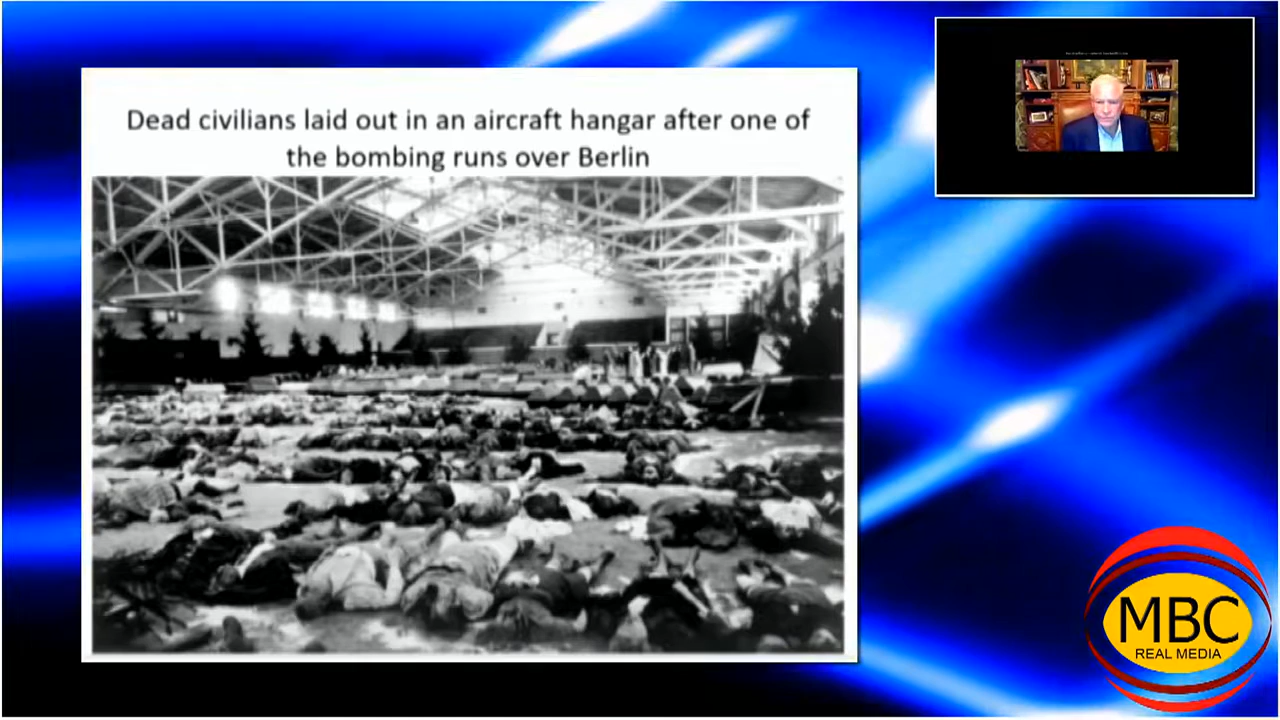 Dead civilians laid out in an aircraft hangar after one of
the bombing runs over Berlin
MBC
REAL MEDIA